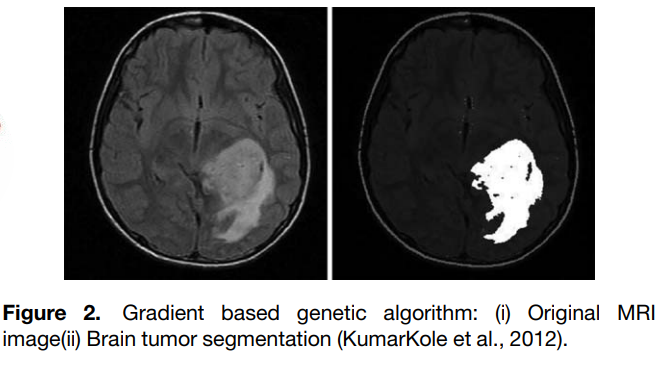 Figure 2. Gradient based genetic algorithm: (i) Original MRI
image(ii) Brain tumor segmentation (KumarKole et al., 2012).